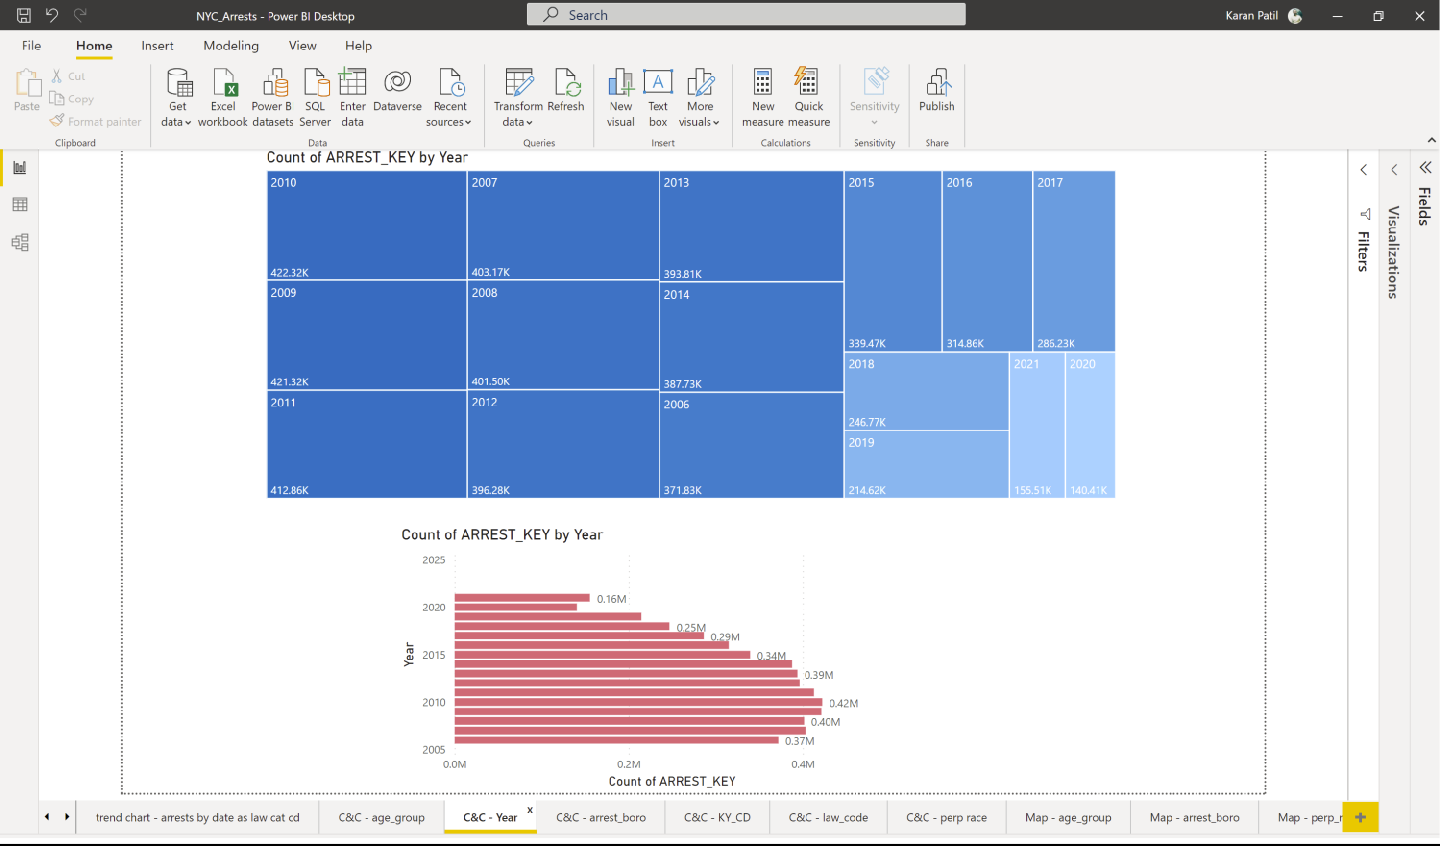 NYC_Arrests - Power BI Desktop
Search
Karan Patil
File Home Insert Modeling View Help
Paste
Cut
Copy
Format painter
Clipboard
Get data
Excel workbook
Power B datasets
SQL Server
Enter data
Dataverse
Recent sources
Data
Transform data
Refresh
Queries
New visual
Text box
More visuals
Insert
New measure
Quick measure
Calculations
Sensitivity
Sensitivity
Publish
Share
Count of ARREST_KEY by Year
2010
422.32K
2009
421.32K
2011
412.86K
2007
403.17K
2008
401.50K
2012
396.28K
2013
393.81K
2014
387.73K
2006
371.83K
2015
339.47K
2016
314.86K
2017
286.23K
2018
246.77K
2019
214.62K
2021
155.51K
2020
140.41K
Filters
Visualizations
Fields
Count of ARREST_KEY by Year
Year
2025
2020
2015
2010
2005
0.16M
0.25M
0.29M
0.34M
0.39M
0.42M
0.40M
0.37M
0.0M 0.2M 0.4M
Count of ARREST_KEY
trend chart - arrests by date as law cat cd
C&C - age_group
C&C - Year x
C&C - arrest_boro
C&C - KY_CD
C&C - law_code
C&C - perp race
Map - age_group
Map - arrest_boro
Map - perp_r